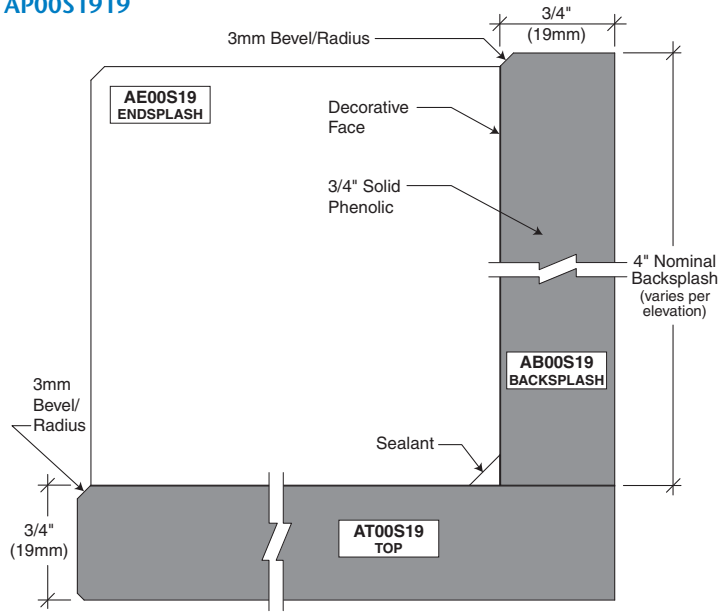 AP00S1919
3/4"
(19mm)
3mm Bevel/Radius
AE00S19
ENDSPLASH
Decorative
Face
3/4" Solid
Phenolic
4" Nominal
Backsplash
(varies per
elevation)
AB00S19
BACKSPLASH
3mm
Bevel/
Radius
Sealant
3/4"
(19mm)
AT00S19
TOP